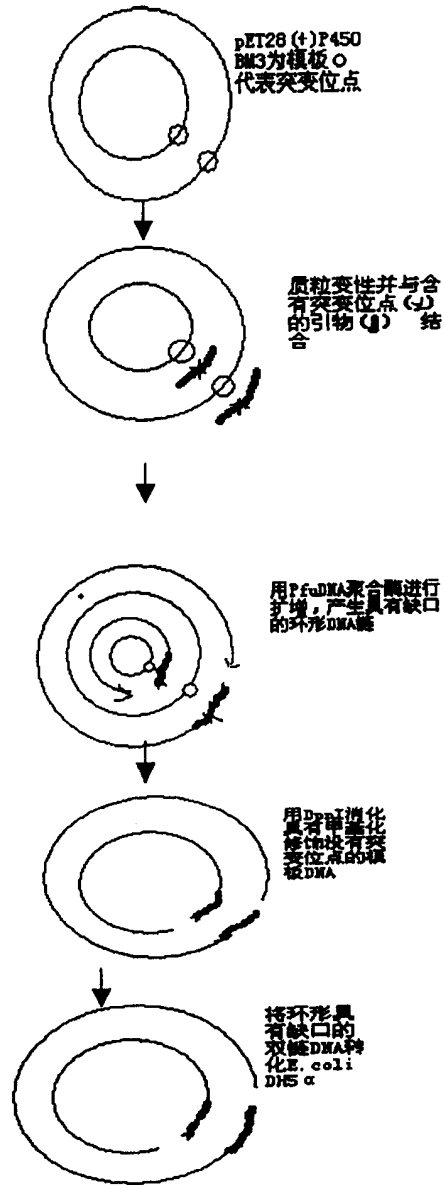 pET28(+)P450
BM3为模板○
代表突变位点
质粒变性并与含
有突变位点( )
的引物( ) 结
合
用PfuDNA聚合酶进行
扩增，产生具有缺口
的环形DNA链
用DpnI消化
具有甲基化
修饰没有突
变位点的模
板DNA
将环形具
有缺口的
双链DNA转
化E.coli
DH5α